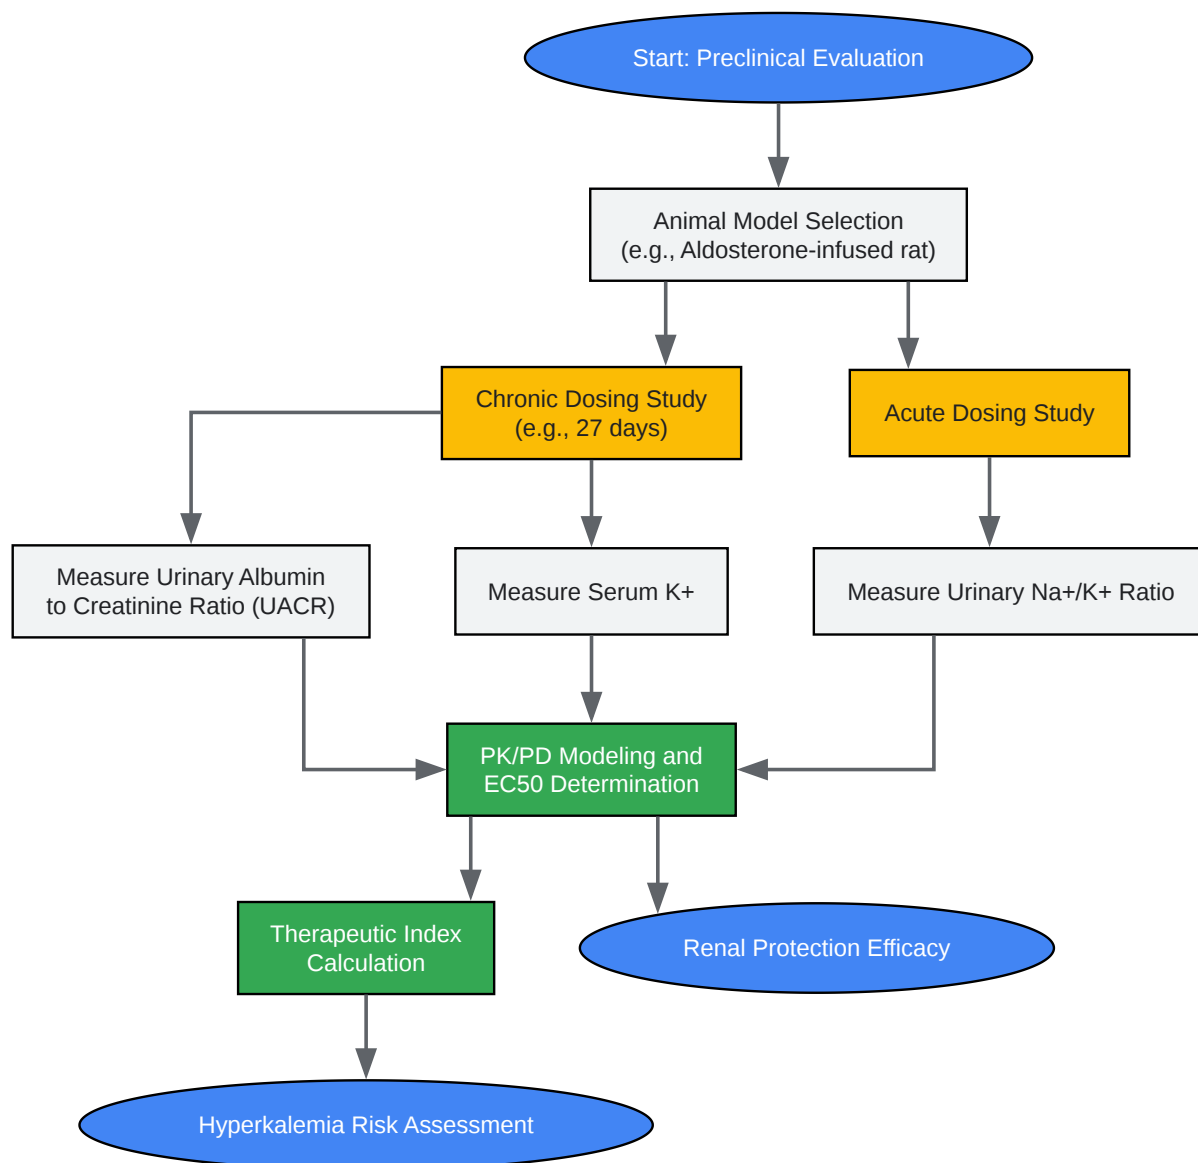 Start: Preclinical Evaluation
Animal Model Selection
(e.g., Aldosterone-infused rat)
Chronic Dosing Study
(e.g., 27 days)
Acute Dosing Study
Measure Urinary Albumin
to Creatinine Ratio (UACR)
Measure Serum K+
Measure Urinary Na+/K+ Ratio
PK/PD Modeling and
EC50 Determination
Therapeutic Index
Calculation
Renal Protection Efficacy
Hyperkalemia Risk Assessment